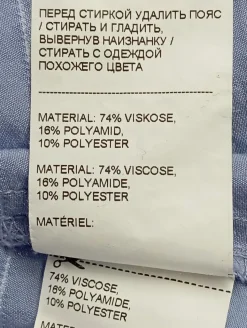 ПЕРЕД СТИРКОЙ УДАЛИТЬ ПОЯС
/ СТИРАТЬ И ГЛАДИТЬ,
ВЫВЕРНУВ НАИЗНАНКУ /
СТИРАТЬ С ОДЕЖДОЙ
ПОХОЖЕГО ЦВЕТА
MATERIAL: 74% VISKOSE,
16% POLYAMID,
10% POLYESTER
MATERIAL: 74% VISCOSE,
16% POLYAMIDE,
10% POLYESTER
MATÉRIEL:
74% VISCOSE,
16% POLYAMIDE,
10% POLYESTER